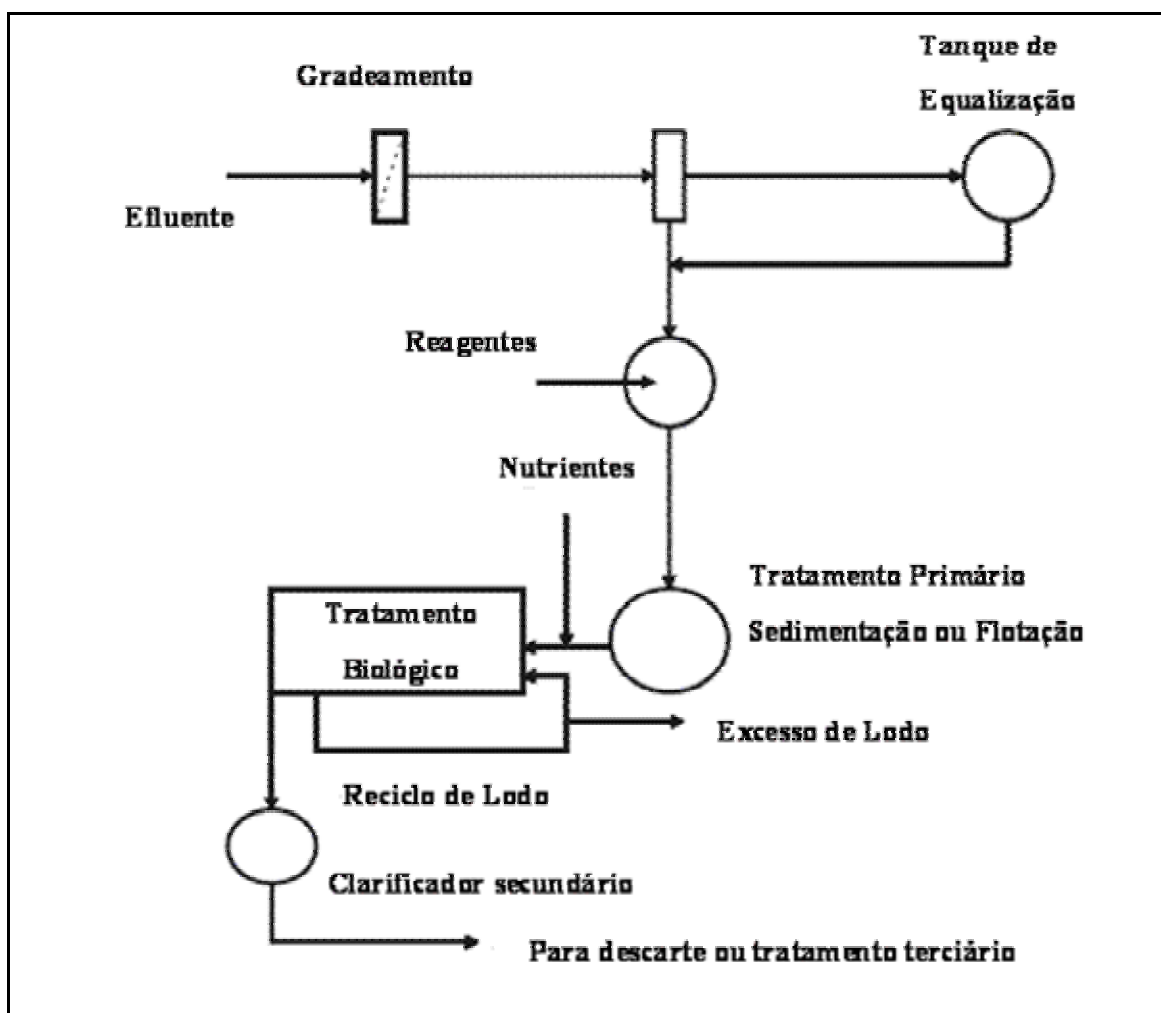 Tanque de
Equalização
Gradeamento
Efluente
Reagentes
Nutrientes
Tratamento Primário
Sedimentação ou Flotação
Tratamento
Biológico
Excesso de Lodo
Reciclo de Lodo
Clarificador secundário
Para descarte ou tratamento terciário